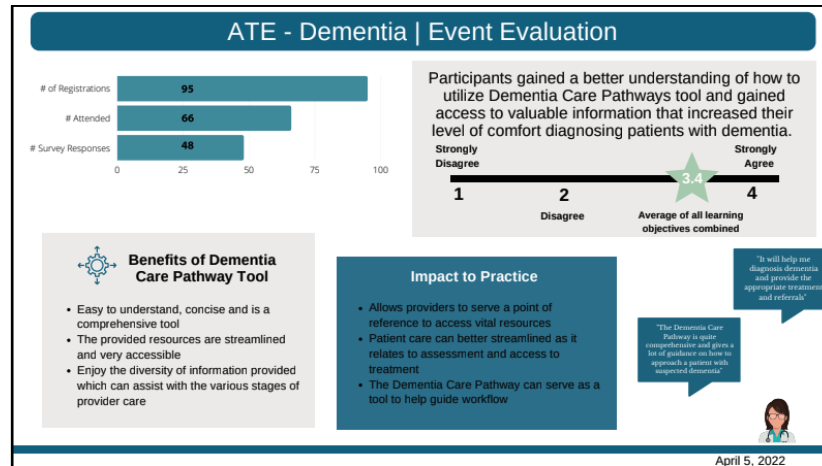 ATE - Dementia | Event Evaluation
# of Registrations
95
# Attended
66
# Survey Responses
48
0
25
50
75
100
Participants gained a better understanding of how to
utilize Dementia Care Pathways tool and gained
access to valuable information that increased their
level of comfort diagnosing patients with dementia.
Strongly
Disagree
Strongly
Agree
3.4
1
2
4
Disagree
Average of all learning
objectives combined
Benefits of Dementia
Care Pathway Tool
• Easy to understand, concise and is a
comprehensive tool
• The provided resources are streamlined
and very accessible
• Enjoy the diversity of information provided
which can assist with the various stages of
provider care
Impact to Practice
• Allows providers to serve a point of
reference to access vital resources
• Patient care can better streamlined as it
relates to assessment and access to
treatment
• The Dementia Care Pathway can serve as a
tool to help guide workflow
"It will help me
diagnosis dementia
and provide the
appropriate treatment
and referrals"
"The Dementia Care
Pathway is quite
comprehensive and gives a
lot of guidance on how to
approach a patient with
suspected dementia"
April 5, 2022